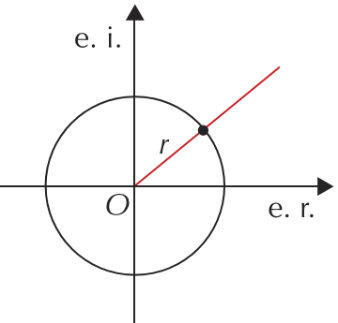 e. i.
r
O
e. r.